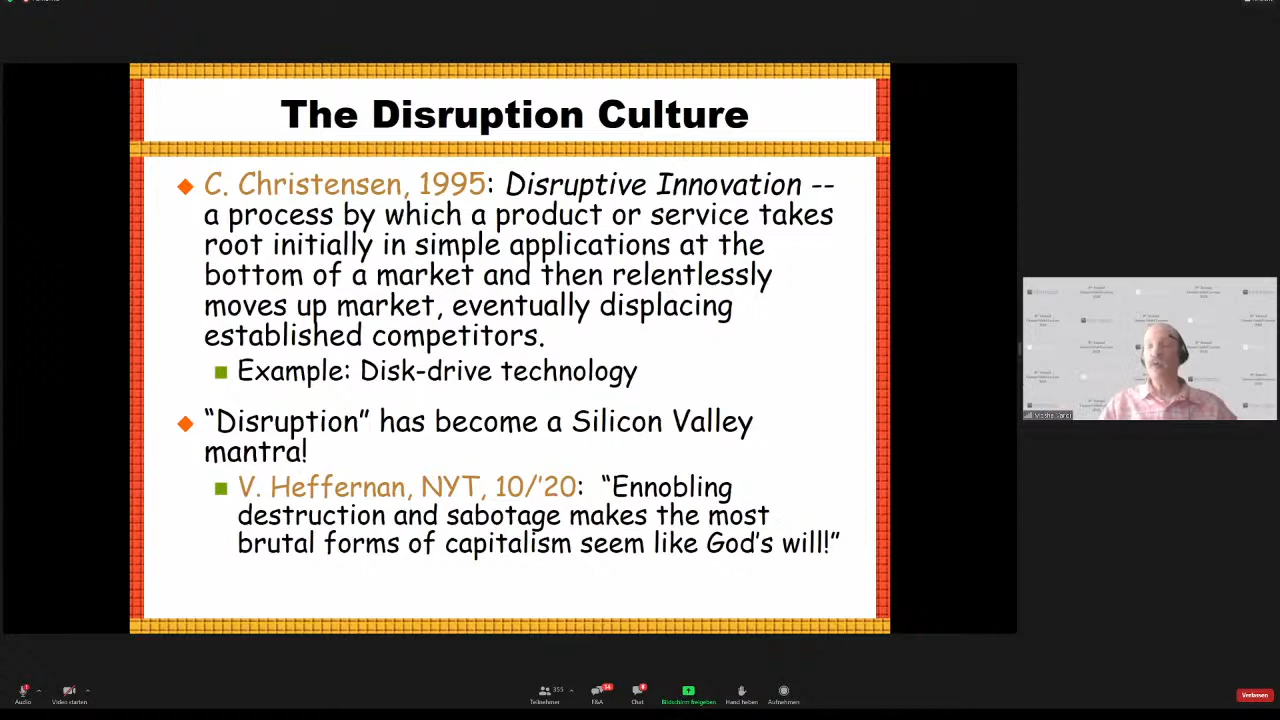 The Disruption Culture
C. Christensen, 1995: Disruptive Innovation --
a process by which a product or service takes
root initially in simple applications at the
bottom of a market and then relentlessly
moves up market, eventually displacing
established competitors.
Example: Disk-drive technology
“Disruption” has become a Silicon Valley
mantra!
V. Heffernan, NYT, 10/’20: “Ennobling
destruction and sabotage makes the most
brutal forms of capitalism seem like God’s will!”
Moshe Vardi
Audio
Video starten
355
Teilnehmer
14
F&A
Chat
Bildschirm freigeben
Hand heben
Aufnehmen
Verlassen